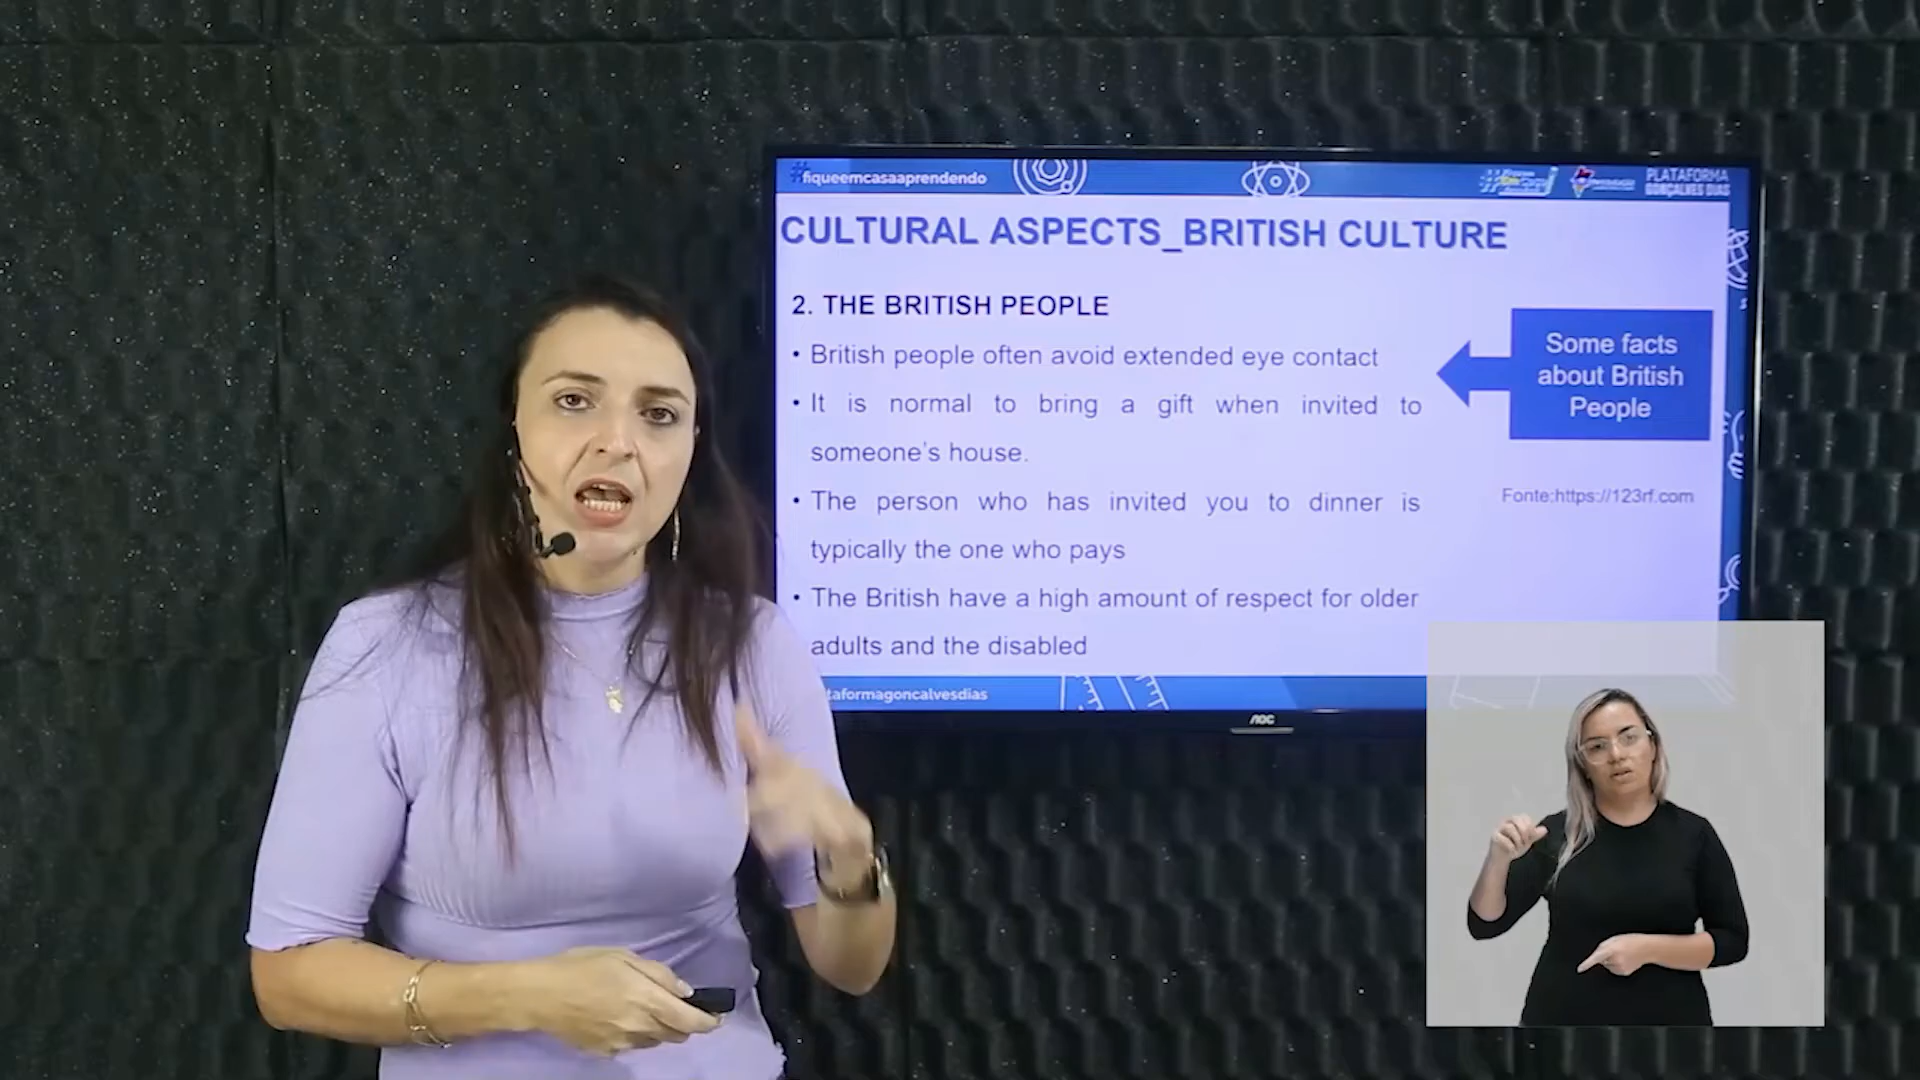 #fiqueemcasaaprendendo
PLATAFORMA
GONÇALVES DIAS
CULTURAL ASPECTS_BRITISH CULTURE
2. THE BRITISH PEOPLE
• British people often avoid extended eye contact
• It is normal to bring a gift when invited to
someone's house.
• The person who has invited you to dinner is
typically the one who pays
• The British have a high amount of respect for older
adults and the disabled
Some facts
about British
People
Fonte:https://123rf.com
taformagoncalvesdias
AOC